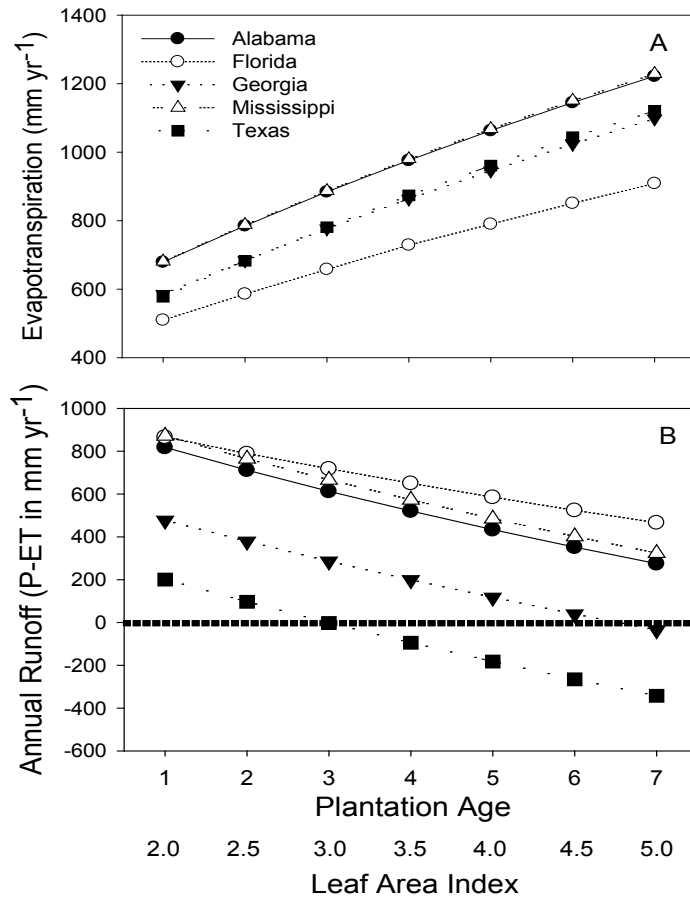 1400
A
Alabama
Florida
Georgia
Mississippi
Texas
1200
1000
800
600
400
Evapotranspiration (mm yr-1)
1000
B
800
600
400
200
0
-200
-400
-600
Annual Runoff (P-ET in mm yr-1)
1 2 3 4 5 6 7
Plantation Age
2.0 2.5 3.0 3.5 4.0 4.5 5.0
Leaf Area Index